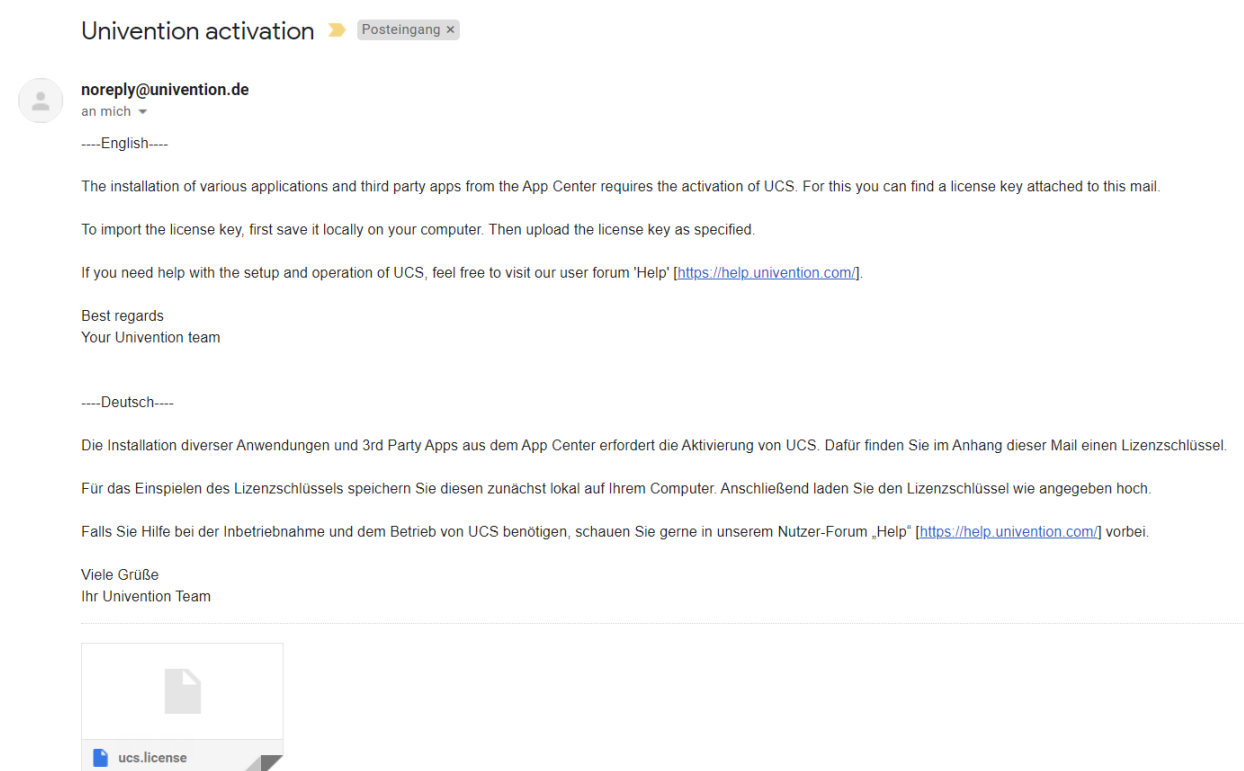 Univention activation
Posteingang ×
noreply@univention.de
an mich
----English----
The installation of various applications and third party apps from the App Center requires the activation of UCS. For this you can find a license key attached to this mail.
To import the license key, first save it locally on your computer. Then upload the license key as specified.
If you need help with the setup and operation of UCS, feel free to visit our user forum 'Help' [https://help.univention.com/].
Best regards
Your Univention team
----Deutsch----
Die Installation diverser Anwendungen und 3rd Party Apps aus dem App Center erfordert die Aktivierung von UCS. Dafür finden Sie im Anhang dieser Mail einen Lizenzschlüssel.
Für das Einspielen des Lizenzschlüssels speichern Sie diesen zunächst lokal auf Ihrem Computer. Anschließend laden Sie den Lizenzschlüssel wie angegeben hoch.
Falls Sie Hilfe bei der Inbetriebnahme und dem Betrieb von UCS benötigen, schauen Sie gerne in unserem Nutzer-Forum „Help“ [https://help.univention.com/] vorbei.
Viele Grüße
Ihr Univention Team
ucs.license